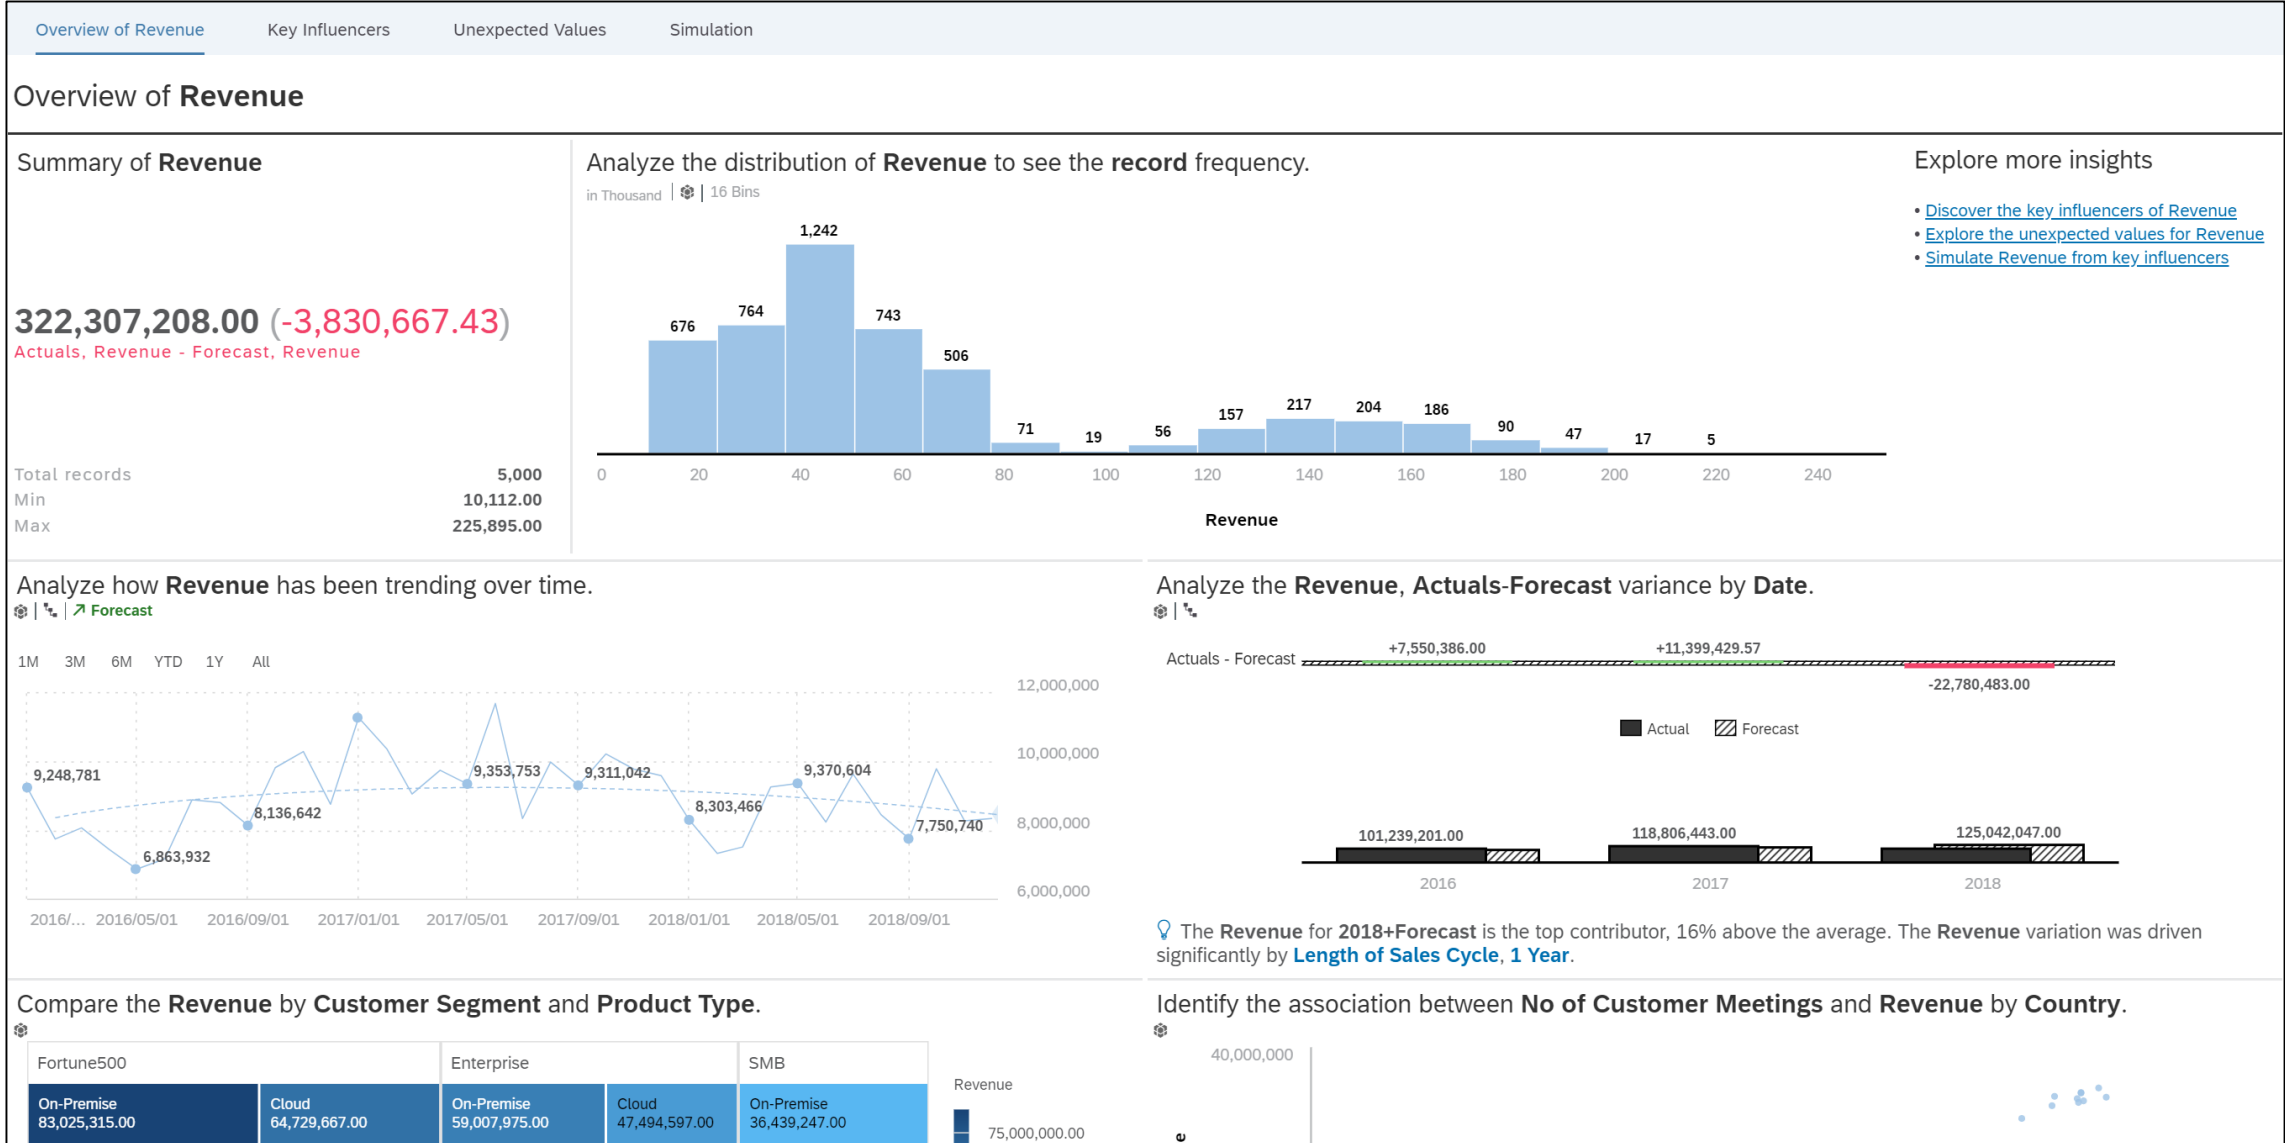 Overview of Revenue Key Influencers Unexpected Values Simulation
Overview of Revenue
Summary of Revenue
322,307,208.00 (-3,830,667.43)
Actuals, Revenue - Forecast, Revenue
Total records 5,000
Min 10,112.00
Max 225,895.00
Analyze the distribution of Revenue to see the record frequency.
in Thousand | | 16 Bins
1,242
764
743
676
506
71
19
56
157
217
204
186
90
47
17
5
0 20 40 60 80 100 120 140 160 180 200 220 240
Revenue
Explore more insights
• Discover the key influencers of Revenue
• Explore the unexpected values for Revenue
• Simulate Revenue from key influencers
Analyze how Revenue has been trending over time.
Forecast
1M 3M 6M YTD 1Y All
12,000,000
10,000,000
8,000,000
6,000,000
9,248,781
6,863,932
8,136,642
9,353,753
9,311,042
8,303,466
9,370,604
7,750,740
2016/... 2016/05/01 2016/09/01 2017/01/01 2017/05/01 2017/09/01 2018/01/01 2018/05/01 2018/09/01
Analyze the Revenue, Actuals-Forecast variance by Date.
+7,550,386.00 +11,399,429.57
Actuals - Forecast
-22,780,483.00
Actual Forecast
101,239,201.00 118,806,443.00 125,042,047.00
2016 2017 2018
The Revenue for 2018+Forecast is the top contributor, 16% above the average. The Revenue variation was driven
significantly by Length of Sales Cycle, 1 Year.
Compare the Revenue by Customer Segment and Product Type.
Fortune500 Enterprise SMB
On-Premise Cloud On-Premise Cloud On-Premise
83,025,315.00 64,729,667.00 59,007,975.00 47,494,597.00 36,439,247.00
Revenue
75,000,000.00
Identify the association between No of Customer Meetings and Revenue by Country.
40,000,000